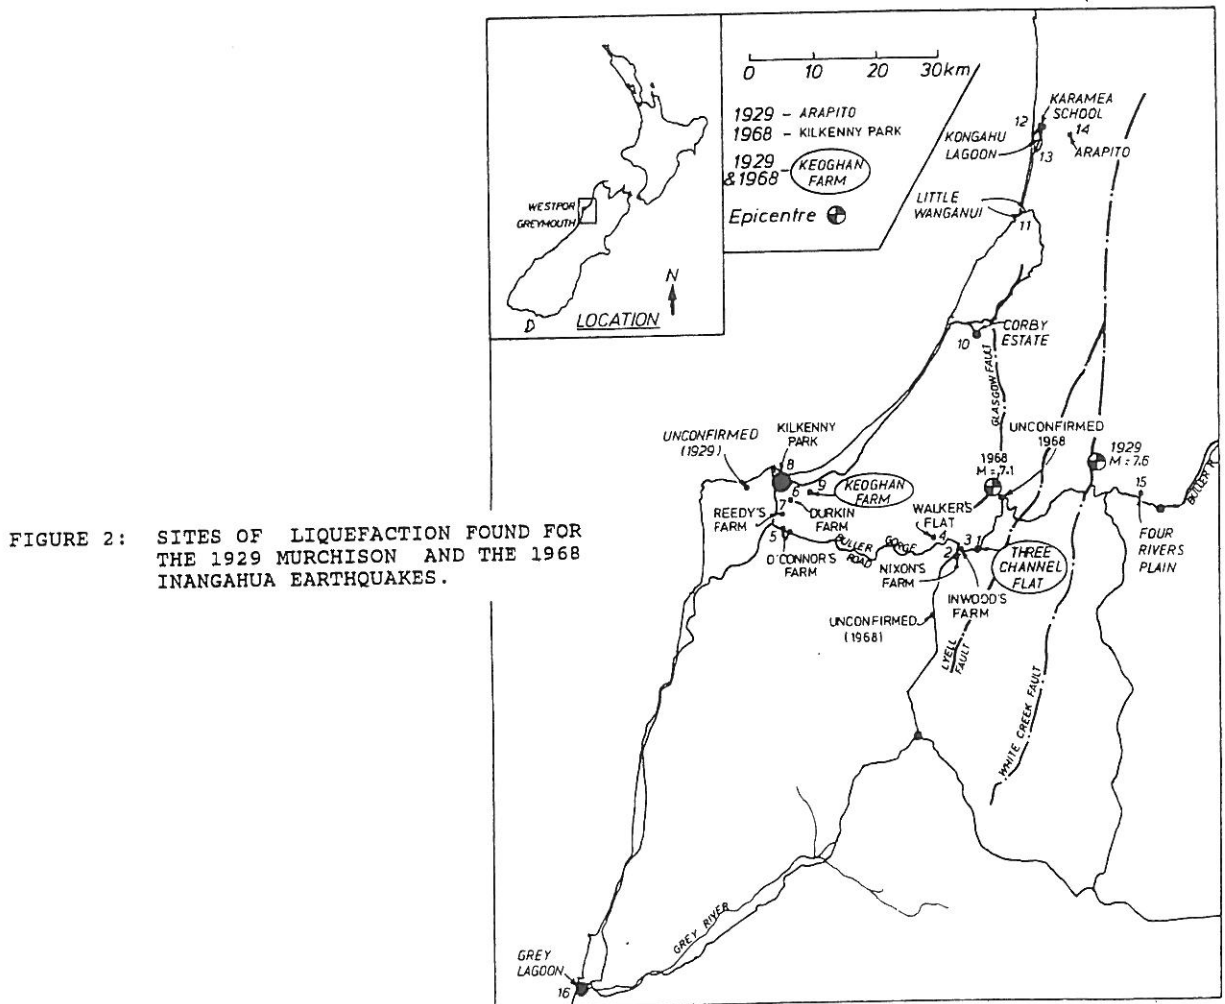 FIGURE 2: SITES OF LIQUEFACTION FOUND FOR
THE 1929 MURCHISON AND THE 1968
INANGAHUA EARTHQUAKES.
WESTPOR
GREYMOUTH
N
LOCATION
0 10 20 30km
1929 - ARAPITO
1968 - KILKENNY PARK
1929
&1968 - KEOGHAN
FARM
Epicentre
12
KARAMEA
SCHOOL
KONGAHU
LAGOON
13
14
ARAPITO
LITTLE
WANGANUI
11
10
CORBY
ESTATE
GLASGOW FAULT
UNCONFIRMED
(1929)
KILKENNY
PARK
8
6
9
KEOGHAN
FARM
7
REEDY'S
FARM
DURKIN
FARM
5
O'CONNOR'S
FARM
BULLER
ROAD
GORGE
WALKER'S
FLAT
4
3
1
2
NIXON'S
FARM
INWOOD'S
FARM
THREE
CHANNEL
FLAT
1968
M = 7.1
UNCONFIRMED
1968
1929
M = 7.6
15
FOUR
RIVERS
PLAIN
BULLER R.
UNCONFIRMED
(1968)
LYELL
FAULT
WHITE CREEK FAULT
GREY RIVER
GREY
LAGOON
16